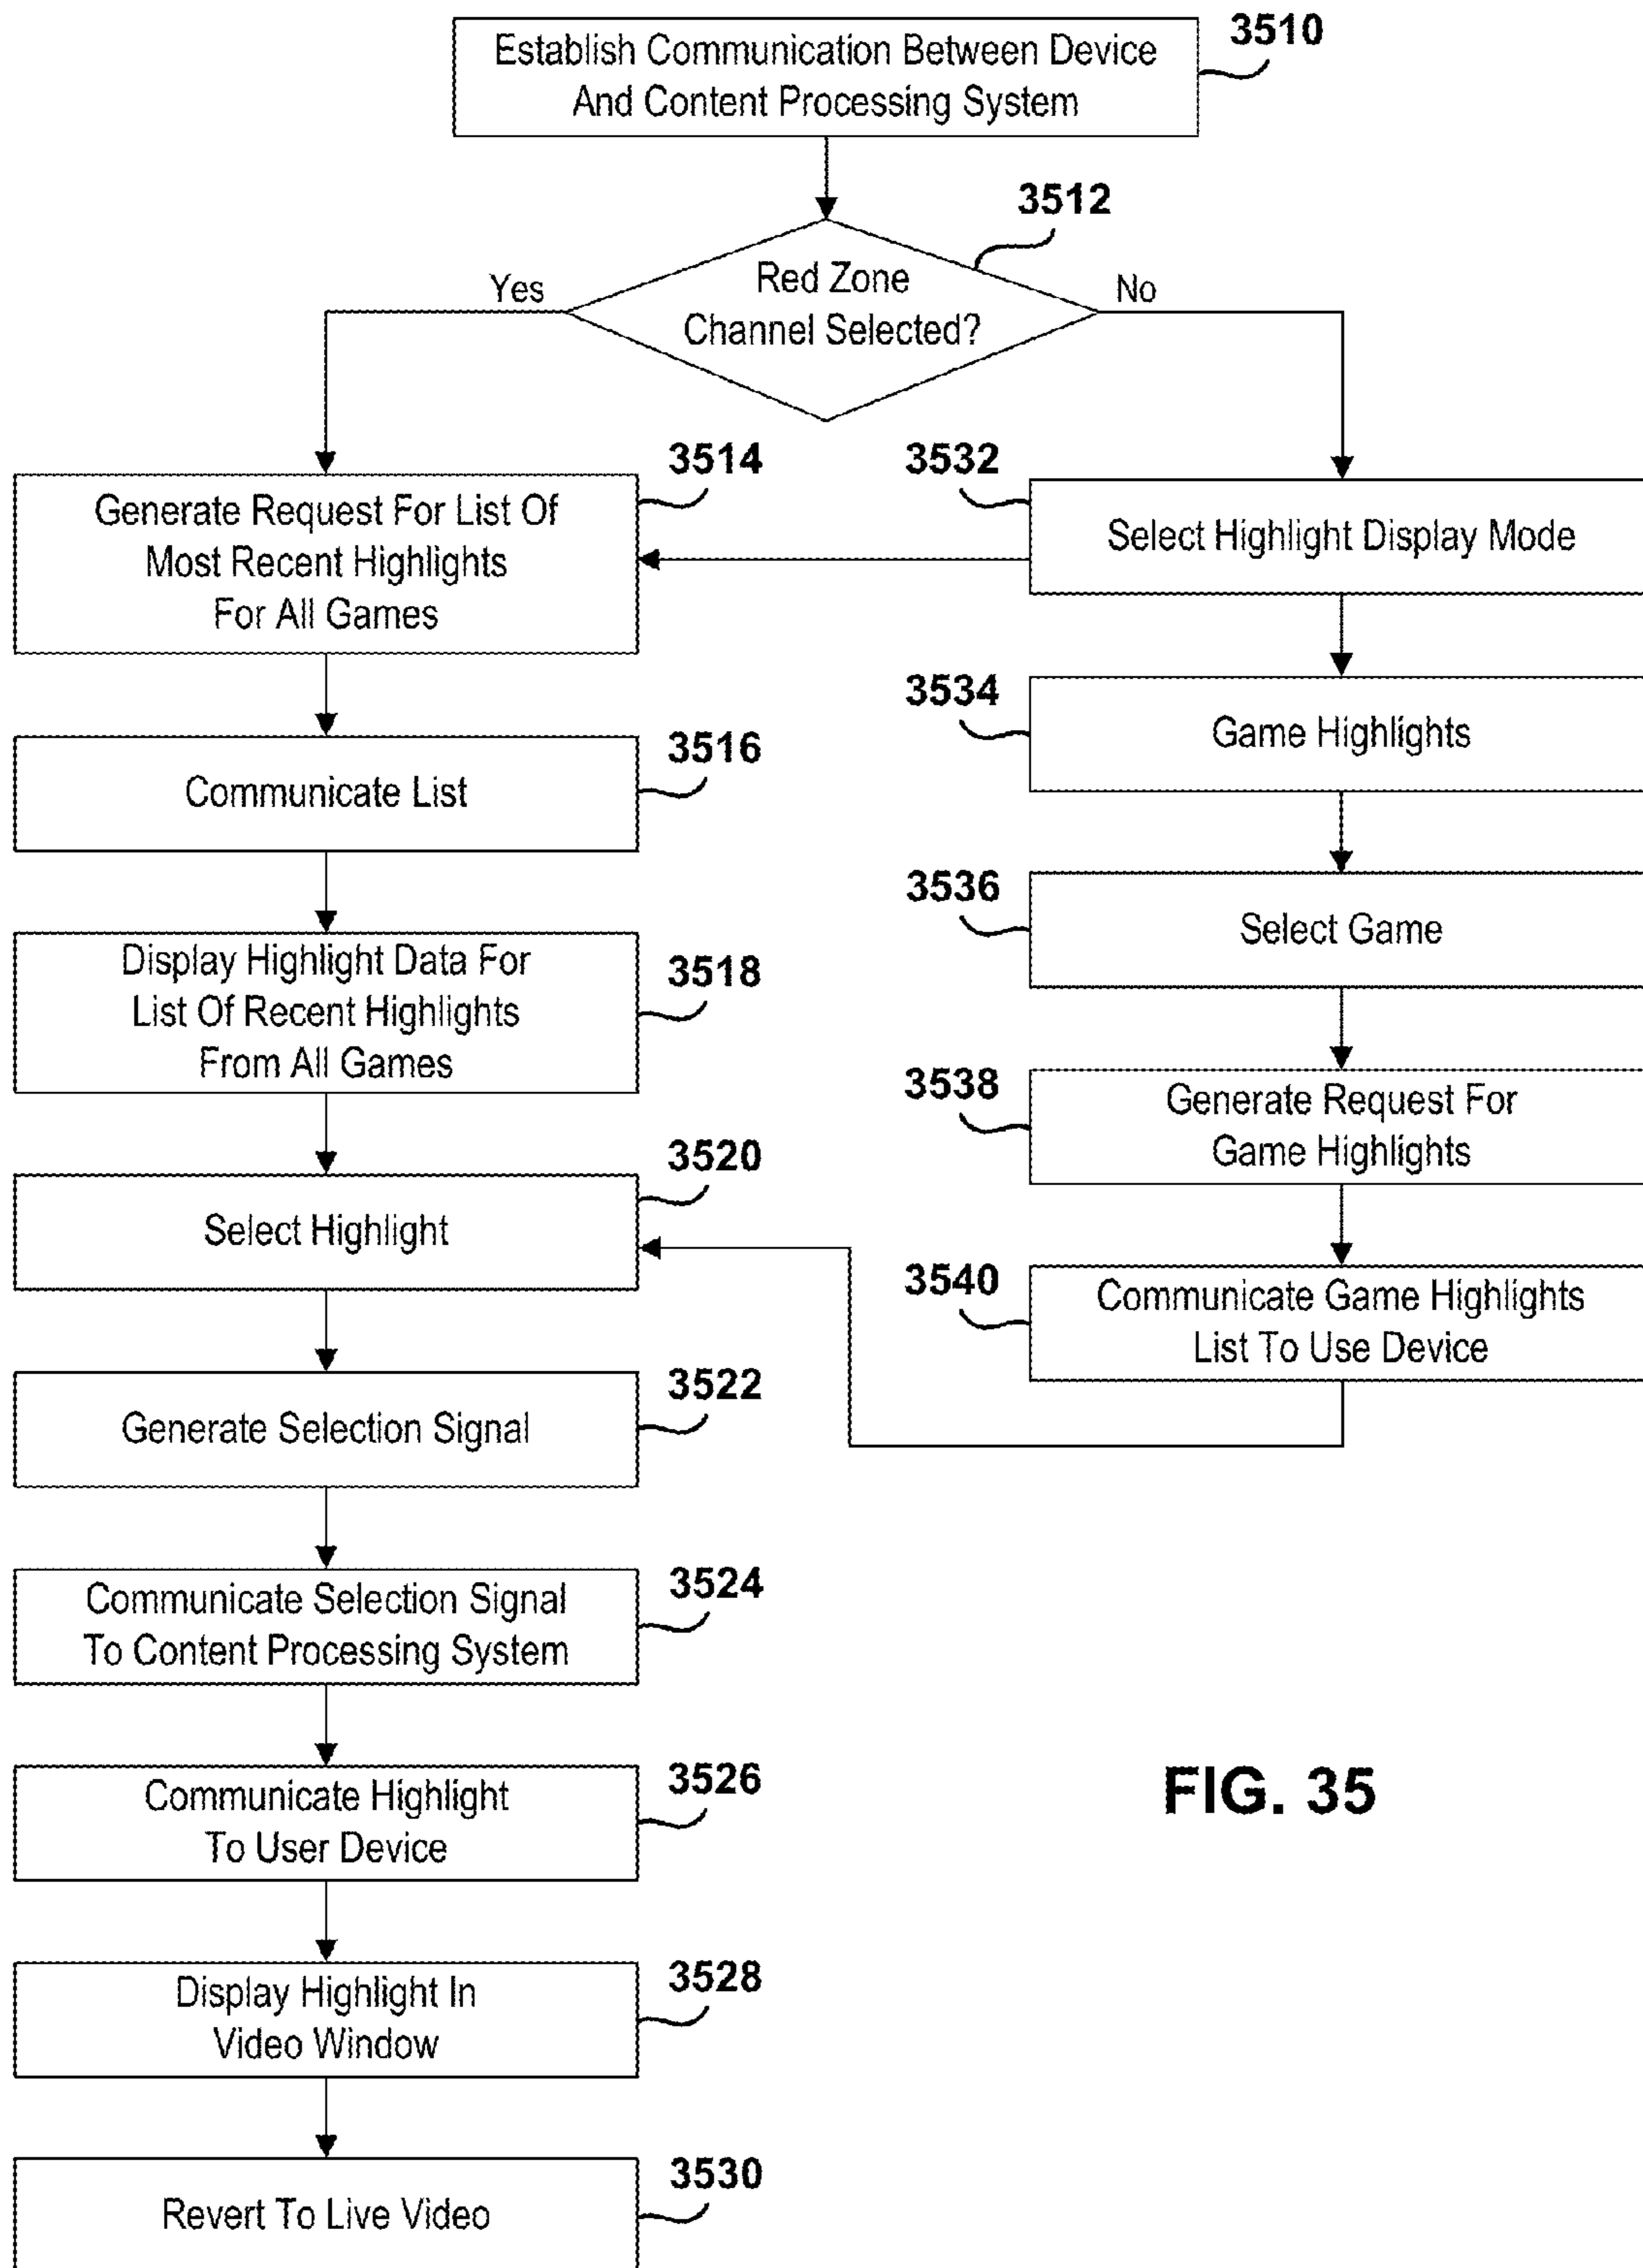 3510
Establish Communication Between Device
And Content Processing System
3512
Red Zone
Channel Selected?
Yes
No
3514
Generate Request For List Of
Most Recent Highlights
For All Games
3532
Select Highlight Display Mode
3516
Communicate List
3534
Game Highlights
3518
Display Highlight Data For
List Of Recent Highlights
From All Games
3536
Select Game
3520
Select Highlight
3538
Generate Request For
Game Highlights
3540
Communicate Game Highlights
List To Use Device
3522
Generate Selection Signal
3524
Communicate Selection Signal
To Content Processing System
3526
Communicate Highlight
To User Device
FIG. 35
3528
Display Highlight In
Video Window
3530
Revert To Live Video